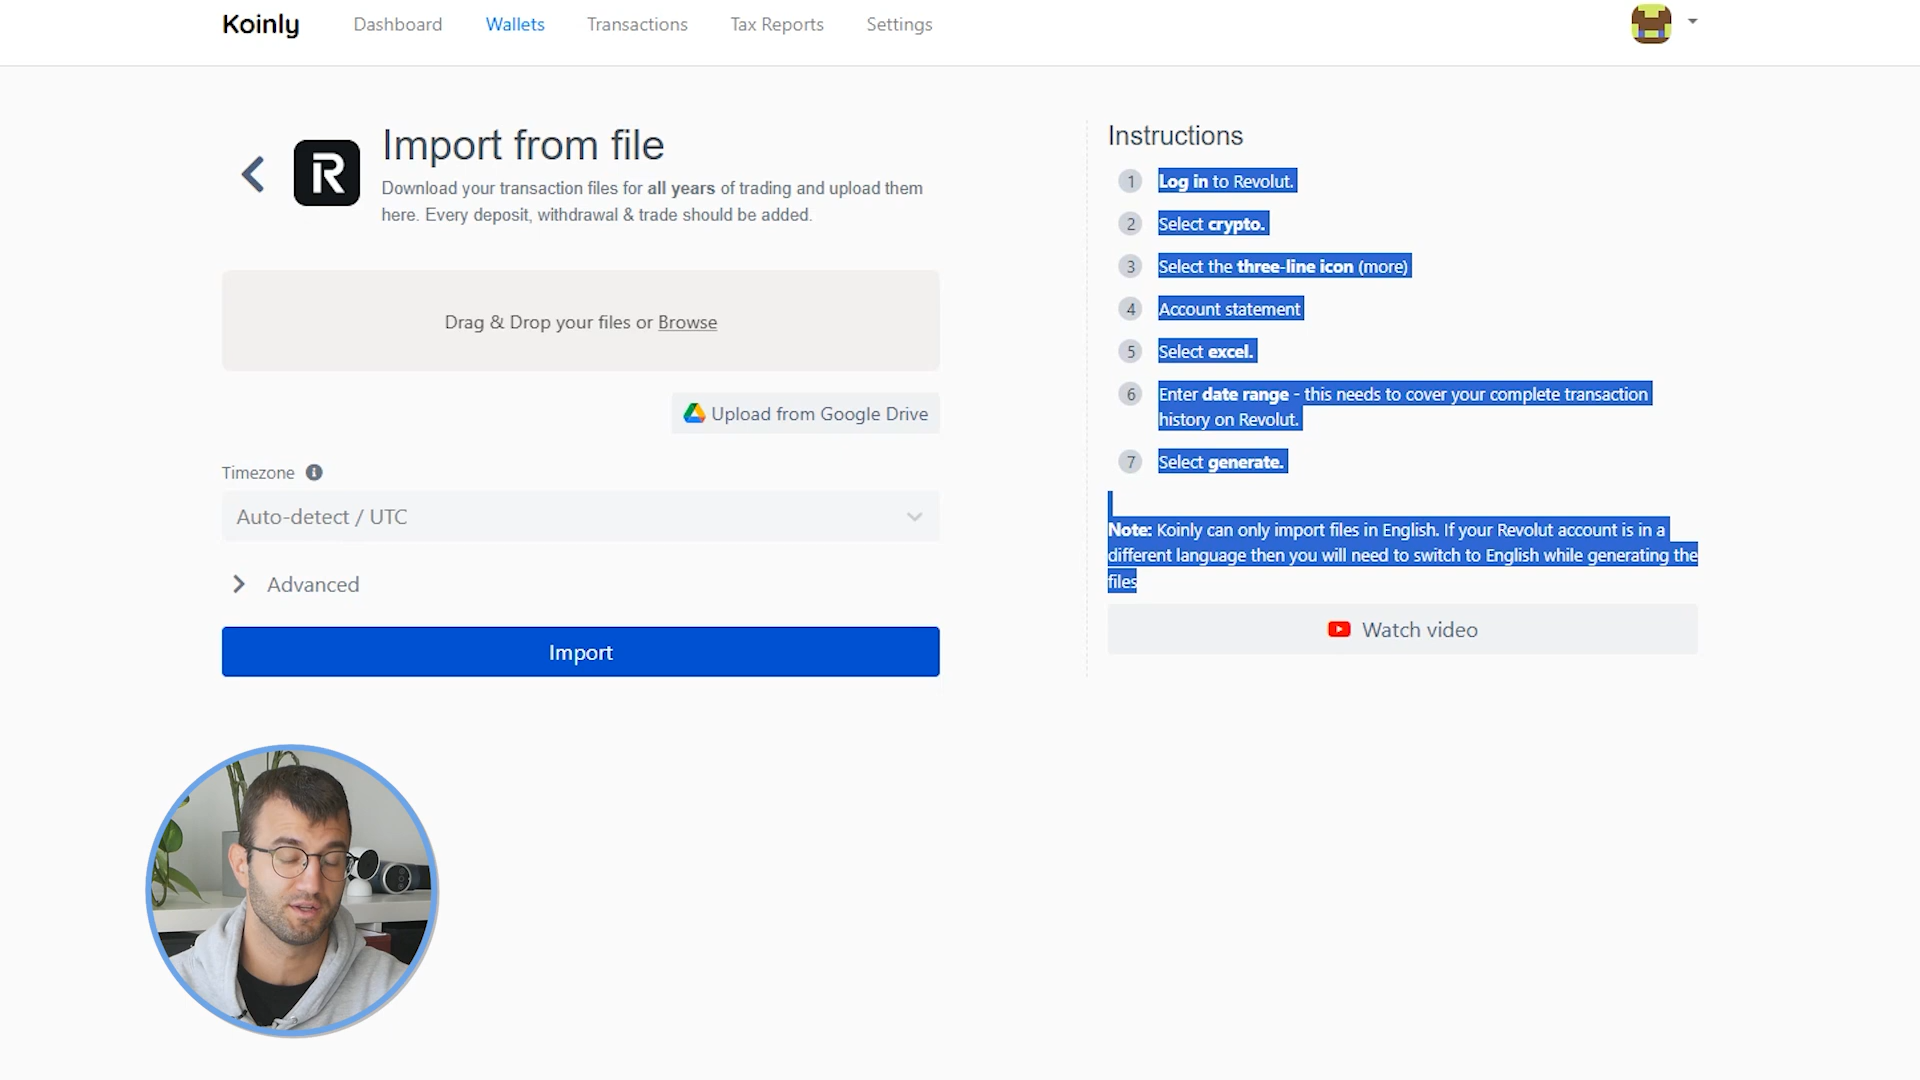 Koinly
Dashboard
Wallets
Transactions
Tax Reports
Settings
R
Import from file
Download your transaction files for all years of trading and upload them
here. Every deposit, withdrawal & trade should be added.
Drag & Drop your files or Browse
Upload from Google Drive
Timezone
Auto-detect / UTC
Advanced
Import
Instructions
1 Log in to Revolut.
2 Select crypto.
3 Select the three-line icon (more)
4 Account statement
5 Select excel.
6 Enter date range - this needs to cover your complete transaction
history on Revolut.
7 Select generate.
Note: Koinly can only import files in English. If your Revolut account is in a
different language then you will need to switch to English while generating the
files
Watch video